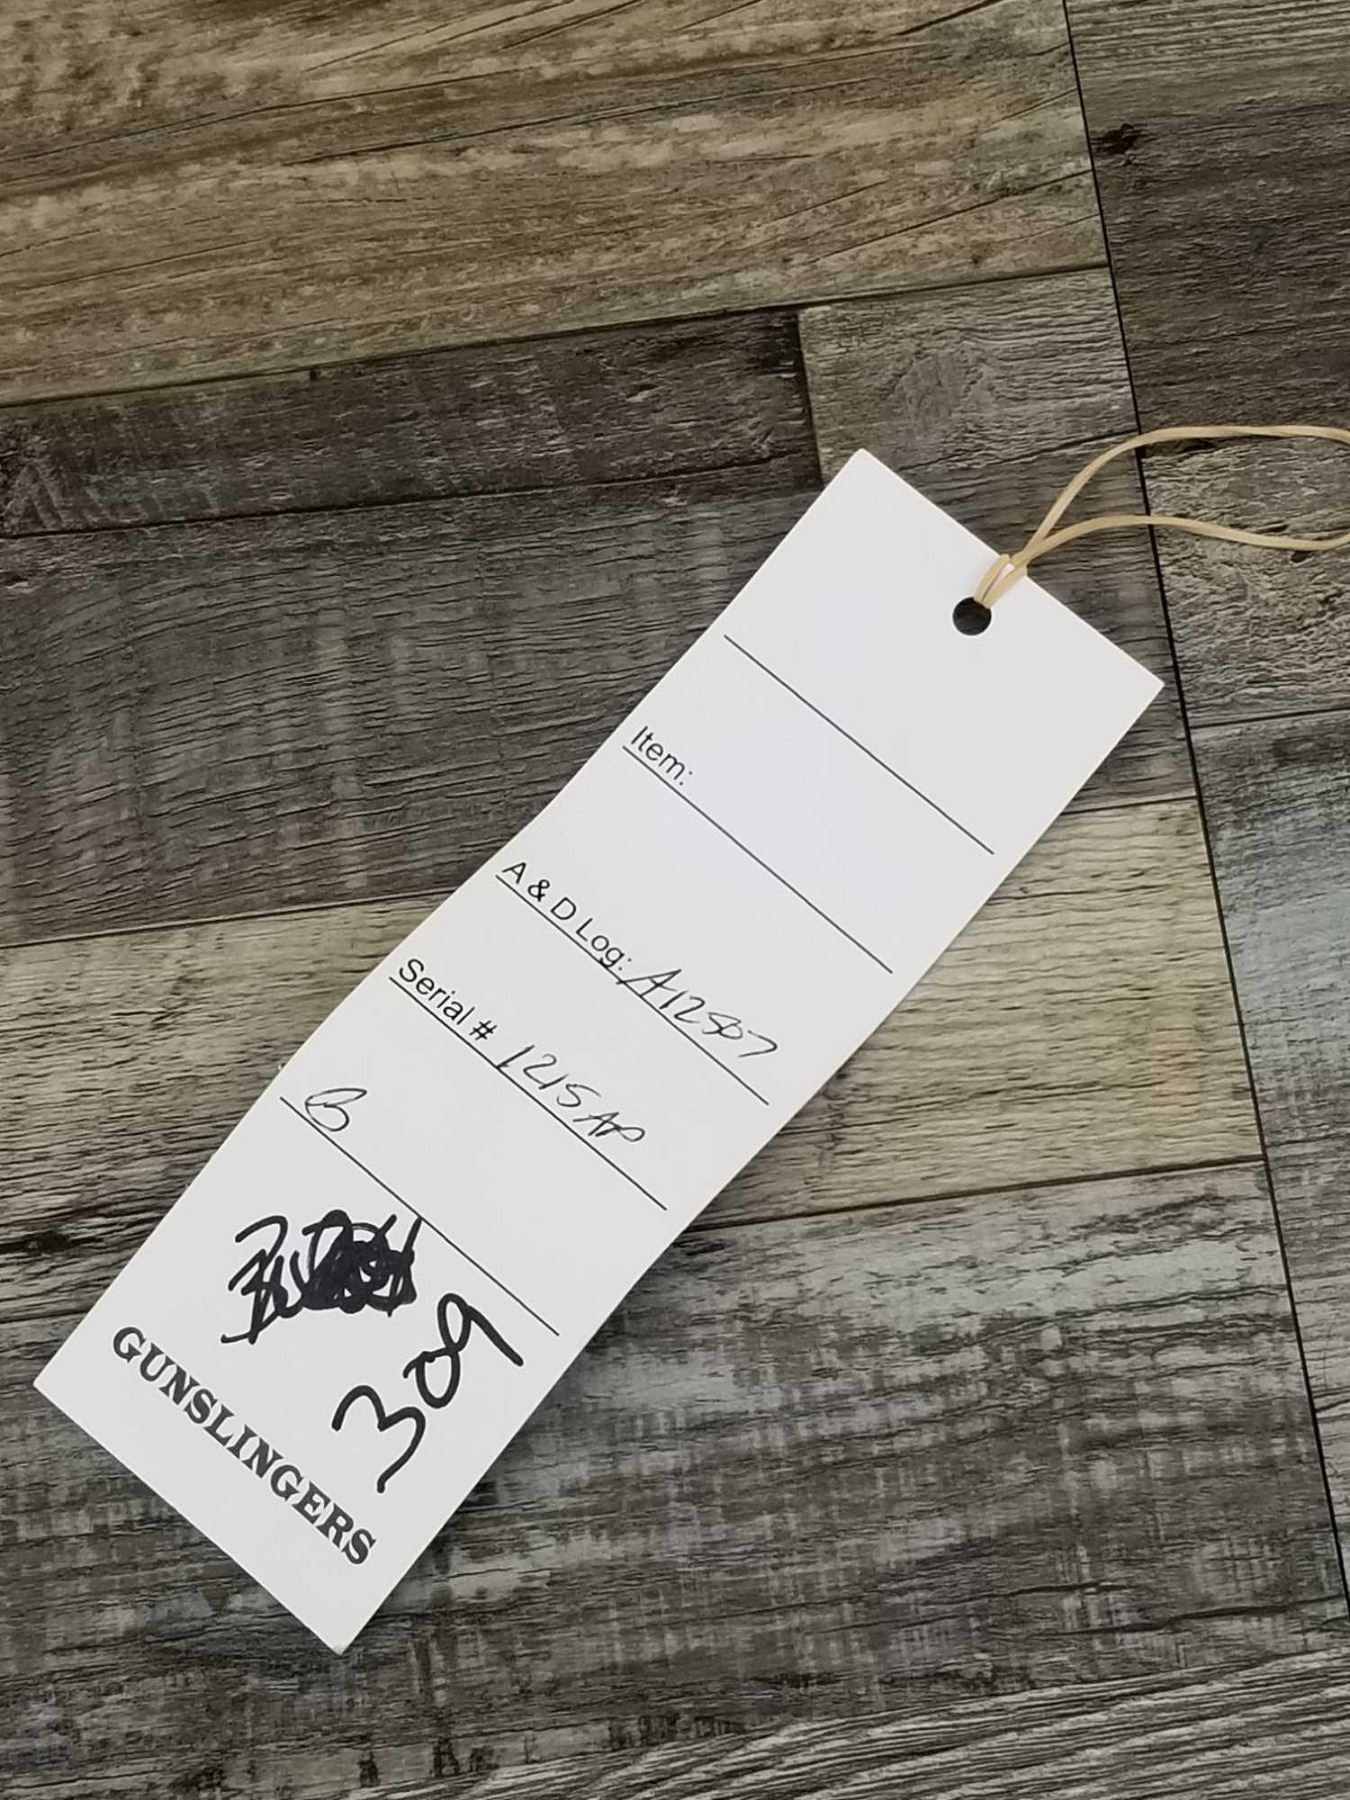 Item:
A & D Log: A12507
Serial # 1215AP
B
309
GUNSLINGERS